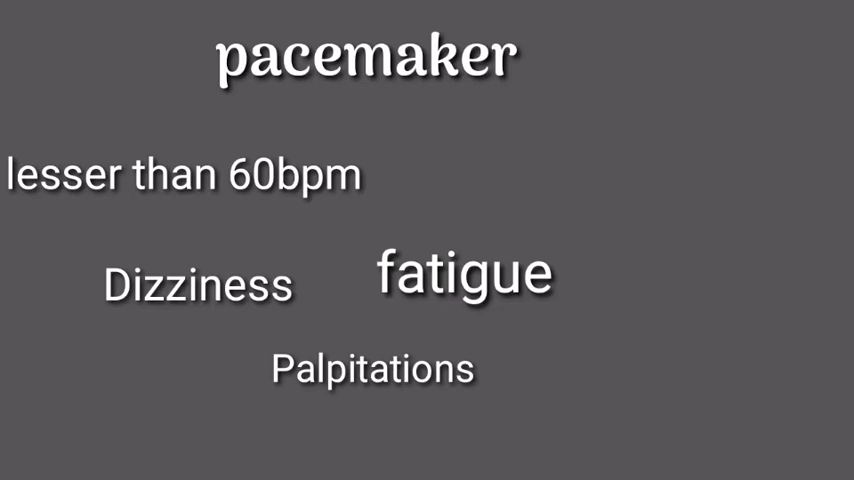 pacemaker
lesser than 60bpm
Dizziness fatigue
Palpitations